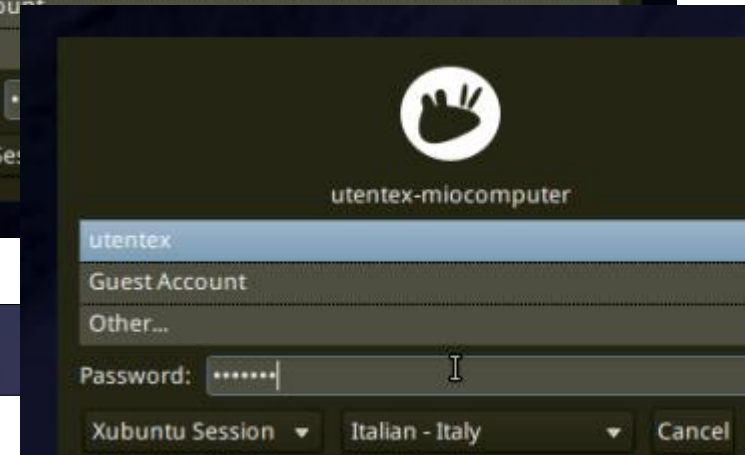 utentex-miocomputer
utentex
Guest Account
Other...
Password: •••••••
Xubuntu Session Italian - Italy Cancel